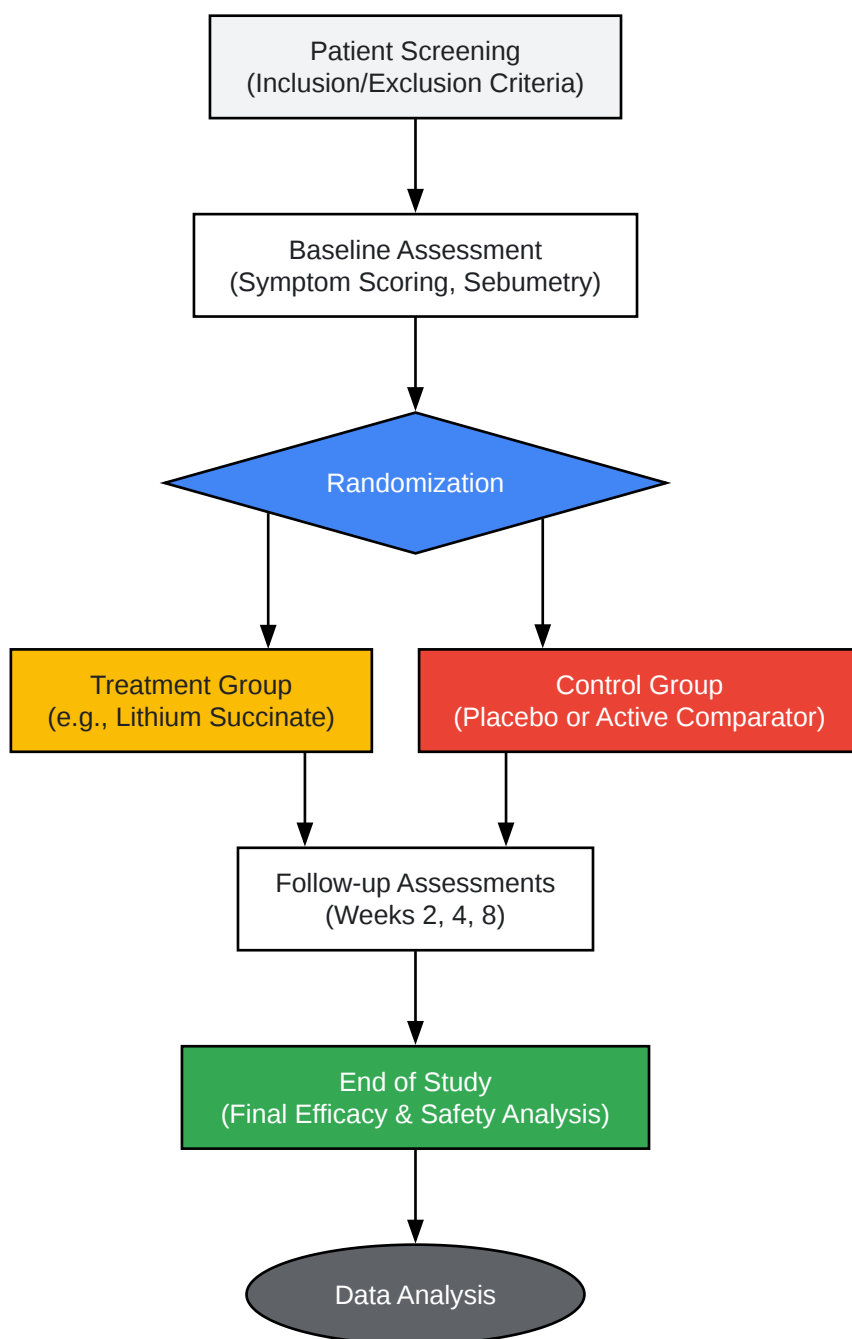 Patient Screening
(Inclusion/Exclusion Criteria)
Baseline Assessment
(Symptom Scoring, Sebumetry)
Randomization
Treatment Group
(e.g., Lithium Succinate)
Control Group
(Placebo or Active Comparator)
Follow-up Assessments
(Weeks 2, 4, 8)
End of Study
(Final Efficacy & Safety Analysis)
Data Analysis